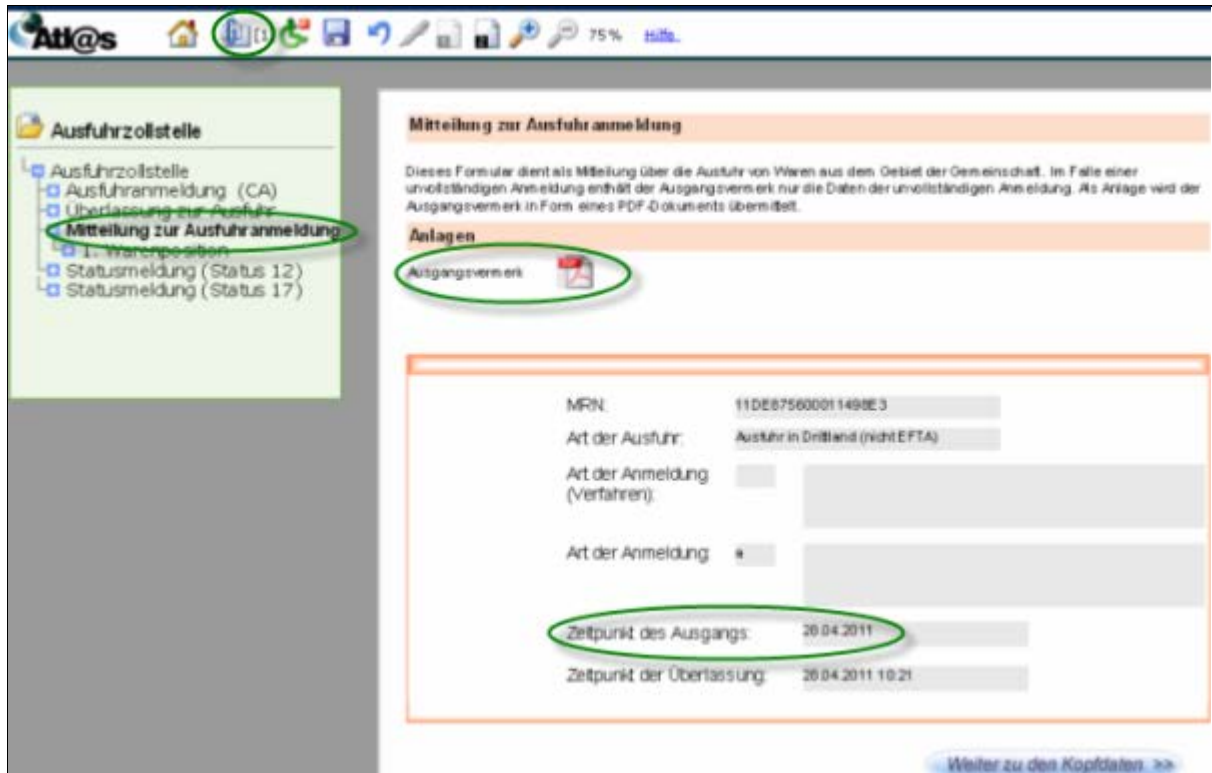 Atl@s
[1]
75%
Hilfe.
Ausfuhrzollstelle
Ausfuhrzollstelle
Ausfuhranmeldung (CA)
Überlassung zur Ausfuhr
Mitteilung zur Ausfuhranmeldung
1. Warenposition
Statusmeldung (Status 12)
Statusmeldung (Status 17)
Mitteilung zur Ausfuhranmeldung
Dieses Formular dient als Mitteilung über die Ausfuhr von Waren aus dem Gebiet der Gemeinschaft. Im Falle einer
unvollständigen Anmeldung enthält der Ausgangsvermerk nur die Daten der unvollständigen Anmeldung. Als Anlage wird der
Ausgangsvermerk in Form eines PDF-Dokuments übermittelt.
Anlagen
Ausgangsvermerk
MRN:
Art der Ausfuhr: Ausfuhr in Drittland (nicht EFTA)
Art der Anmeldung
(Verfahren):
Art der Anmeldung: a
Zeitpunkt des Ausgangs: 26.04.2011
Zeitpunkt der Überlassung: 26.04.2011 10:21
Weiter zu den Kopfdaten >>